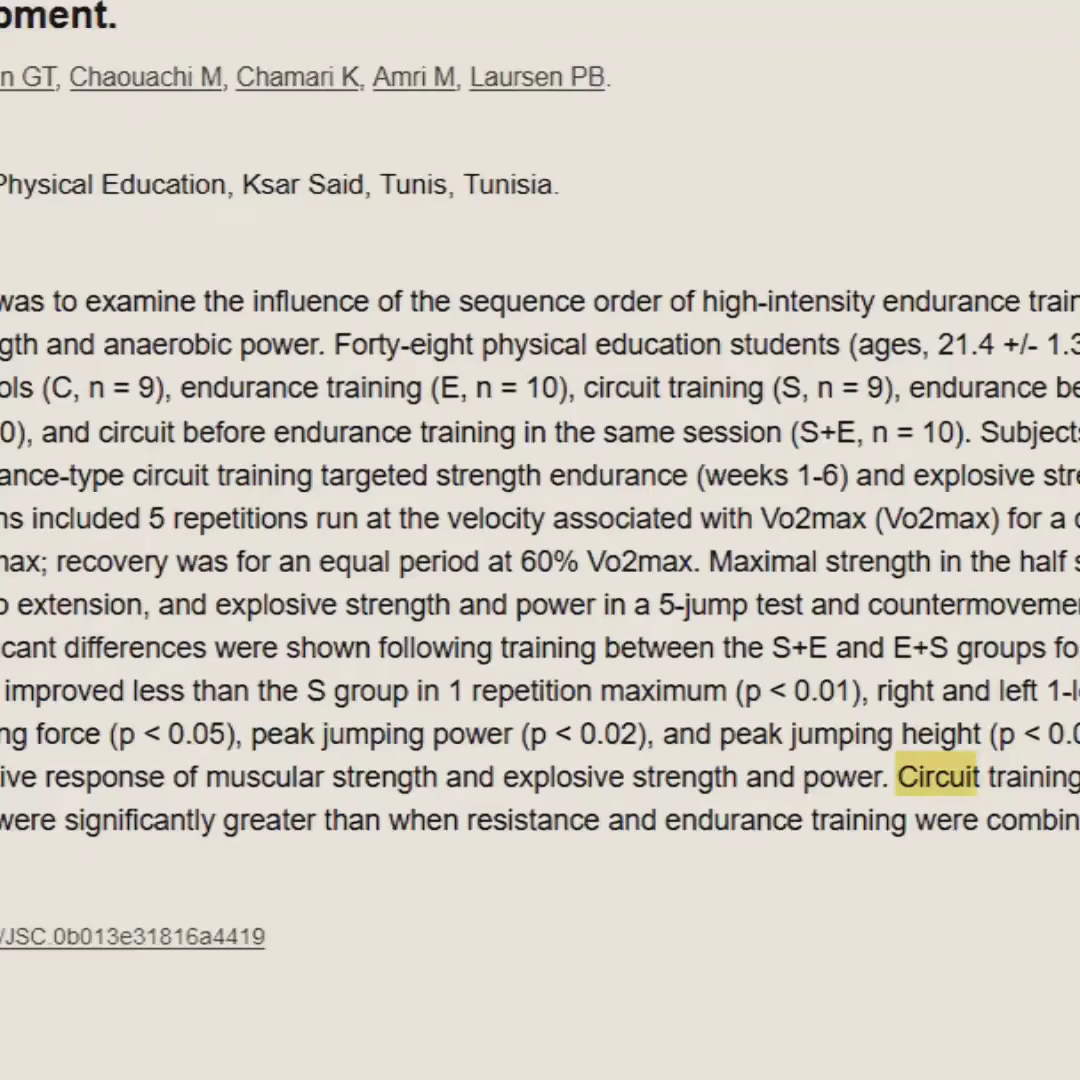 pment.
n GT, Chaouachi M, Chamari K, Amri M, Laursen PB.
Physical Education, Ksar Said, Tunis, Tunisia.
was to examine the influence of the sequence order of high-intensity endurance train
gth and anaerobic power. Forty-eight physical education students (ages, 21.4 +/- 1.3
ols (C, n = 9), endurance training (E, n = 10), circuit training (S, n = 9), endurance be
0), and circuit before endurance training in the same session (S+E, n = 10). Subjects
ance-type circuit training targeted strength endurance (weeks 1-6) and explosive stre
ns included 5 repetitions run at the velocity associated with Vo2max (Vo2max) for a d
max; recovery was for an equal period at 60% Vo2max. Maximal strength in the half s
p extension, and explosive strength and power in a 5-jump test and countermovemen
cant differences were shown following training between the S+E and E+S groups fo
improved less than the S group in 1 repetition maximum (p < 0.01), right and left 1-l
ng force (p < 0.05), peak jumping power (p < 0.02), and peak jumping height (p < 0.0
ive response of muscular strength and explosive strength and power. Circuit training
were significantly greater than when resistance and endurance training were combin
/JSC.0b013e31816a4419